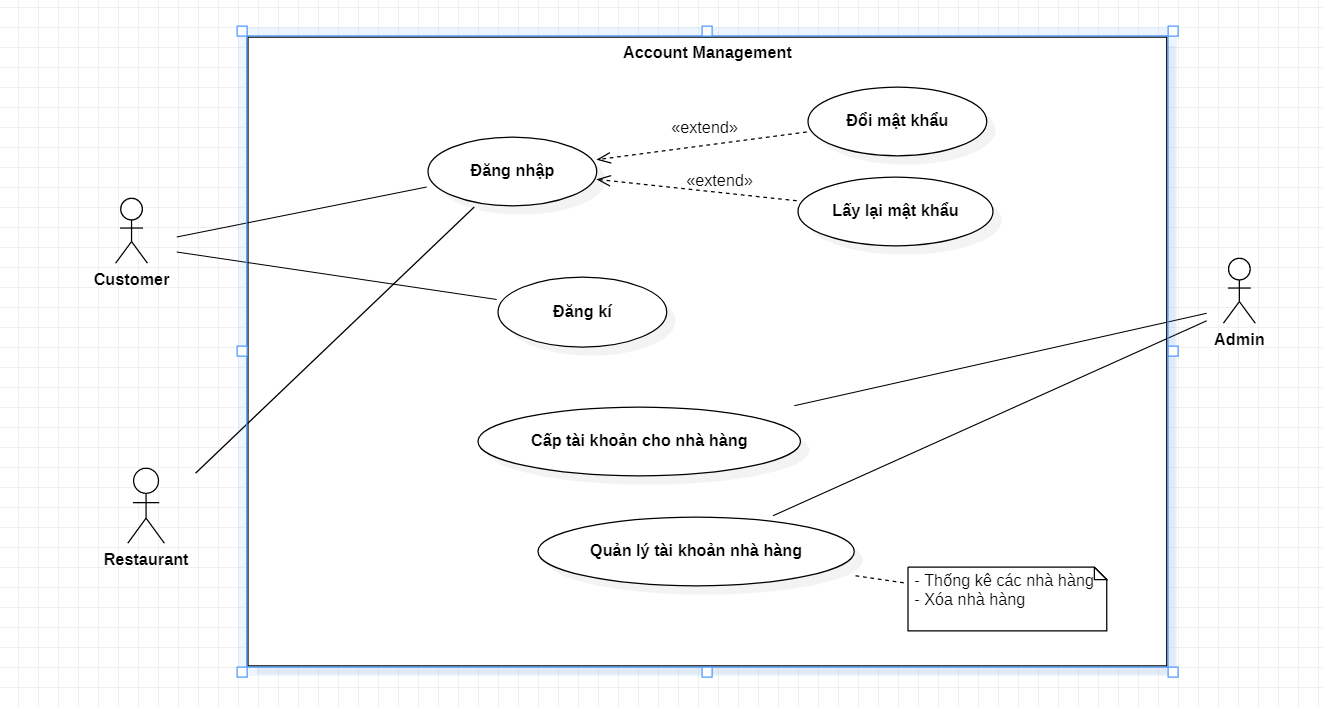 Account Management
Đổi mật khẩu
«extend»
Đăng nhập
«extend»
Lấy lại mật khẩu
Customer
Đăng kí
Admin
Cấp tài khoản cho nhà hàng
Restaurant
Quản lý tài khoản nhà hàng
- Thống kê các nhà hàng
- Xóa nhà hàng